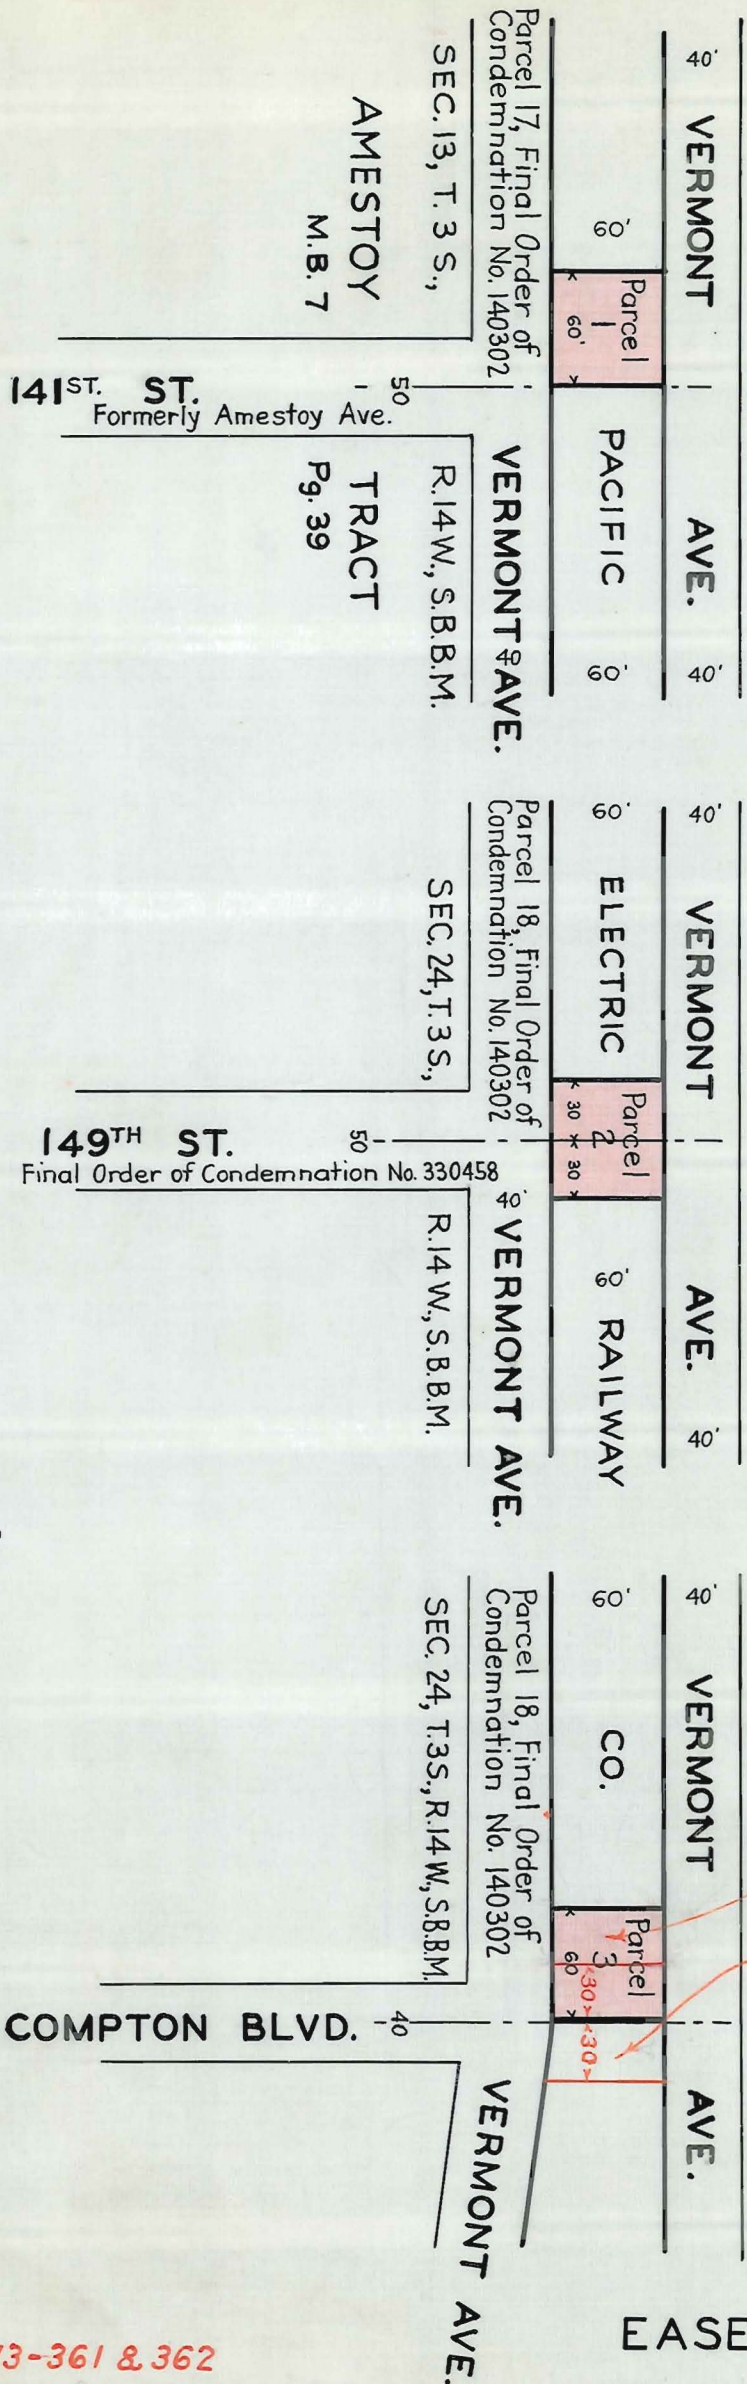 40' VERMONT AVE. 40'
60' PACIFIC 60'
Parcel
1
60'
Parcel 17, Final Order of
Condemnation No. 140302
VERMONT AVE.
40'
SEC. 13, T. 3 S., R. 14 W., S. B. B. M.
AMESTOY TRACT
M. B. 7 Pg. 39
141ST. ST.
50
Formerly Amestoy Ave.
40' VERMONT AVE. 40'
60' ELECTRIC 60' RAILWAY
Parcel
2
30 30
Parcel 18, Final Order of
Condemnation No. 140302
40' VERMONT AVE.
SEC. 24, T. 3 S., R. 14 W., S. B. B. M.
149TH ST.
50
Final Order of Condemnation No. 330458
40' VERMONT AVE.
60' CO.
Parcel
3
60
30
30
Parcel 18, Final Order of
Condemnation No. 140302
SEC. 24, T. 3 S., R. 14 W., S. B. B. M.
COMPTON BLVD.
40
VERMONT AVE.
EASE
3-361 & 362